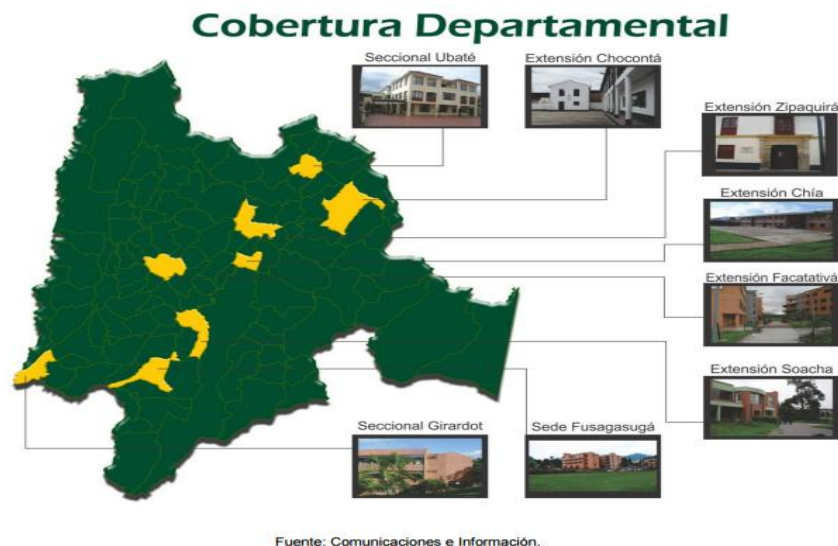 Cobertura Departamental
Seccional Ubaté
Extensión Chocontá
Extensión Zipaquirá
Extensión Chía
Extensión Facatativá
Extensión Soacha
Seccional Girardot
Sede Fusagasugá
Fuente: Comunicaciones e Información.